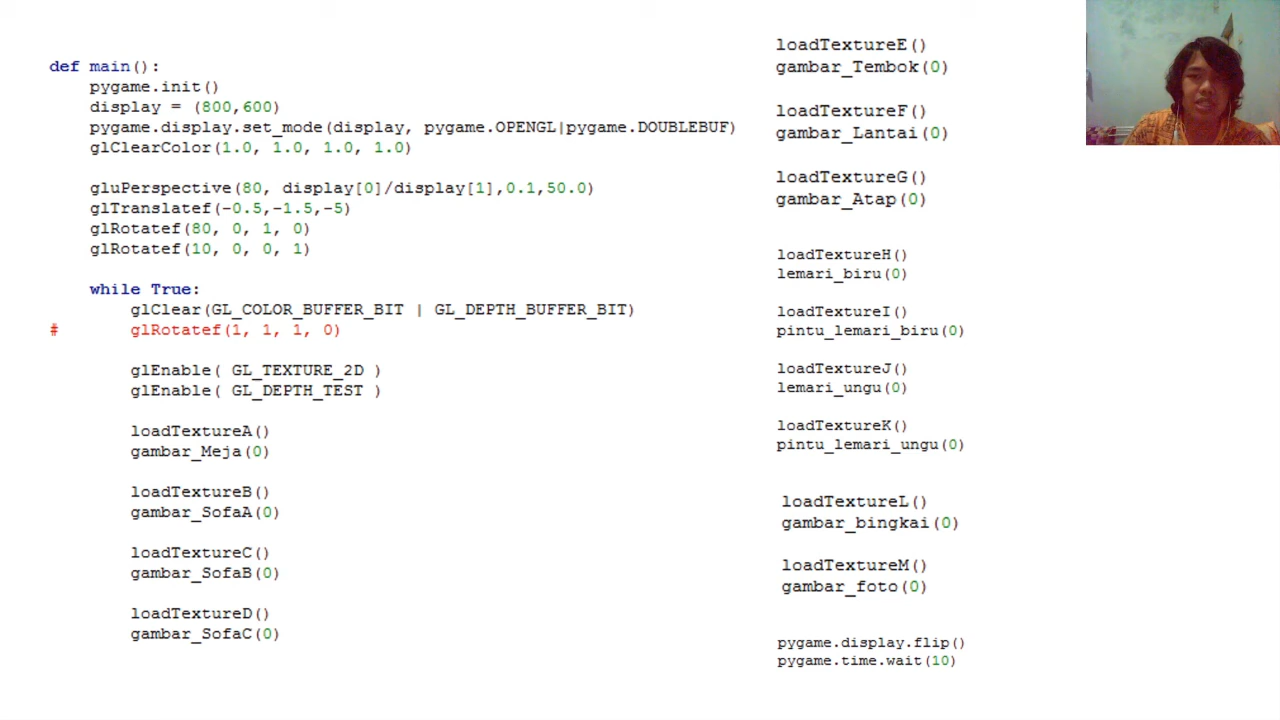 def main():
    pygame.init()
    display = (800,600)
    pygame.display.set_mode(display, pygame.OPENGL|pygame.DOUBLEBUF)
    glClearColor(1.0, 1.0, 1.0, 1.0)
    gluPerspective(80, display[0]/display[1],0.1,50.0)
    glTranslatef(-0.5,-1.5,-5)
    glRotatef(80, 0, 1, 0)
    glRotatef(10, 0, 0, 1)
    while True:
        glClear(GL_COLOR_BUFFER_BIT | GL_DEPTH_BUFFER_BIT)
#       glRotatef(1, 1, 1, 0)
        glEnable( GL_TEXTURE_2D )
        glEnable( GL_DEPTH_TEST )
        loadTextureA()
        gambar_Meja(0)
        loadTextureB()
        gambar_SofaA(0)
        loadTextureC()
        gambar_SofaB(0)
        loadTextureD()
        gambar_SofaC(0)
loadTextureE()
gambar_Tembok(0)
loadTextureF()
gambar_Lantai(0)
loadTextureG()
gambar_Atap(0)
loadTextureH()
lemari_biru(0)
loadTextureI()
pintu_lemari_biru(0)
loadTextureJ()
lemari_ungu(0)
loadTextureK()
pintu_lemari_ungu(0)
loadTextureL()
gambar_bingkai(0)
loadTextureM()
gambar_foto(0)
pygame.display.flip()
pygame.time.wait(10)